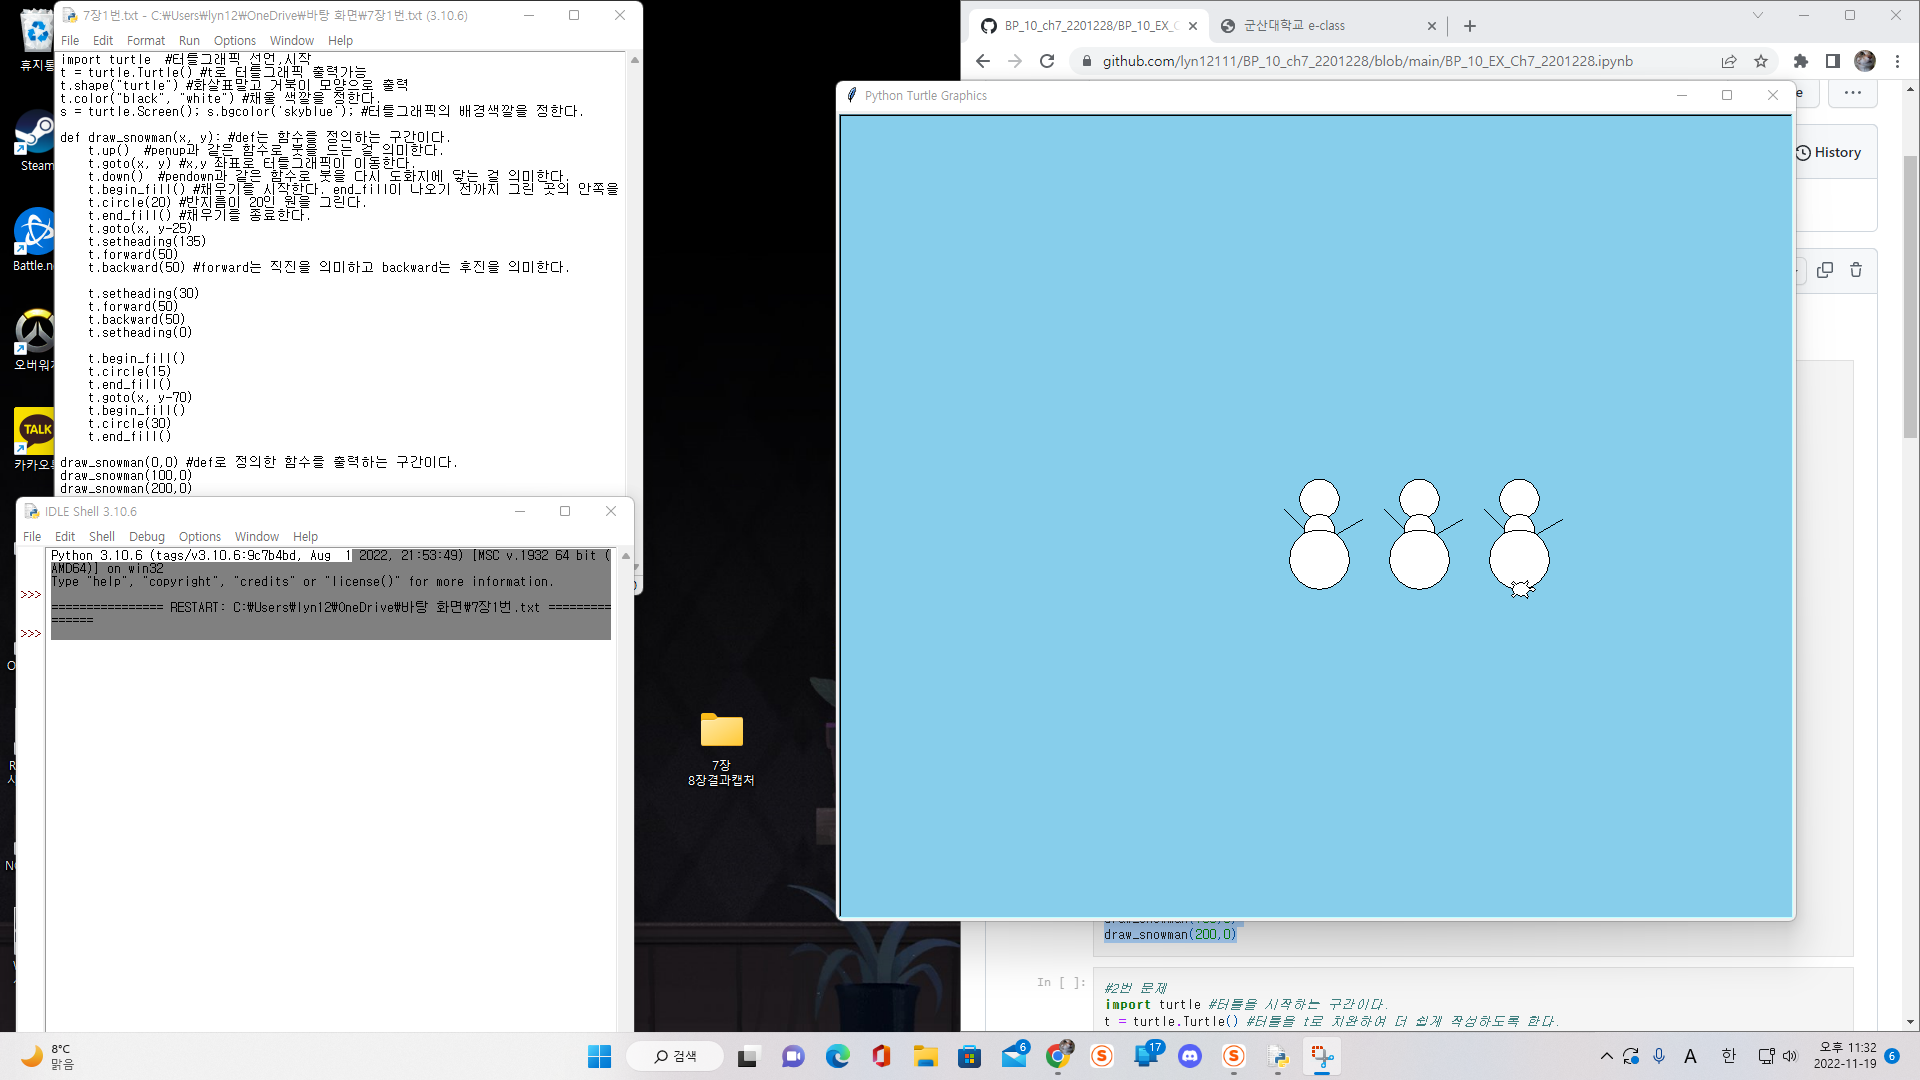 휴지통
Steam
Battle.n
오버워
카카오
7장1번.txt - C:₩Users₩lyn12₩OneDrive₩바탕 화면₩7장1번.txt (3.10.6)
File Edit Format Run Options Window Help
import turtle  #터틀그래픽 선언,시작
t = turtle.Turtle() #t로 터틀그래픽 출력가능
t.shape("turtle") #화살표말고 거북이 모양으로 출력
t.color("black", "white") #채울 색깔을 정한다.
s = turtle.Screen(); s.bgcolor('skyblue'); #터틀그래픽의 배경색깔을 정한다.
def draw_snowman(x, y): #def는 함수를 정의하는 구간이다.
    t.up()  #penup과 같은 함수로 붓을 드는 걸 의미한다.
    t.goto(x, y) #x,y 좌표로 터틀그래픽이 이동한다.
    t.down()  #pendown과 같은 함수로 붓을 다시 도화지에 닿는 걸 의미한다.
    t.begin_fill() #채우기를 시작한다. end_fill이 나오기 전까지 그린 곳의 안쪽을
    t.circle(20) #반지름이 20인 원을 그린다.
    t.end_fill() #채우기를 종료한다.
    t.goto(x, y-25)
    t.setheading(135)
    t.forward(50)
    t.backward(50) #forward는 직진을 의미하고 backward는 후진을 의미한다.
    t.setheading(30)
    t.forward(50)
    t.backward(50)
    t.setheading(0)
    t.begin_fill()
    t.circle(15)
    t.end_fill()
    t.goto(x, y-70)
    t.begin_fill()
    t.circle(30)
    t.end_fill()
draw_snowman(0,0) #def로 정의한 함수를 출력하는 구간이다.
draw_snowman(100,0)
draw_snowman(200,0)
IDLE Shell 3.10.6
File Edit Shell Debug Options Window Help
Python 3.10.6 (tags/v3.10.6:9c7b4bd, Aug  1 2022, 21:53:49) [MSC v.1932 64 bit (
AMD64)] on win32
Type "help", "copyright", "credits" or "license()" for more information.
>>>
================ RESTART: C:₩Users₩lyn12₩OneDrive₩바탕 화면₩7장1번.txt =========
======
>>>
7장
8장결과캡처
BP_10_ch7_2201228/BP_10_EX_C
군산대학교 e-class
github.com/lyn12111/BP_10_ch7_2201228/blob/main/BP_10_EX_Ch7_2201228.ipynb
Python Turtle Graphics
History
draw_snowman(200,0)
In [ ]:
#2번 문제
import turtle #터틀을 시작하는 구간이다.
t = turtle.Turtle() #터틀을 t로 치환하여 더 쉽게 작성하도록 한다.
8°C
맑음
검색
TALK
6
17
A
한
오후 11:32
2022-11-19
6